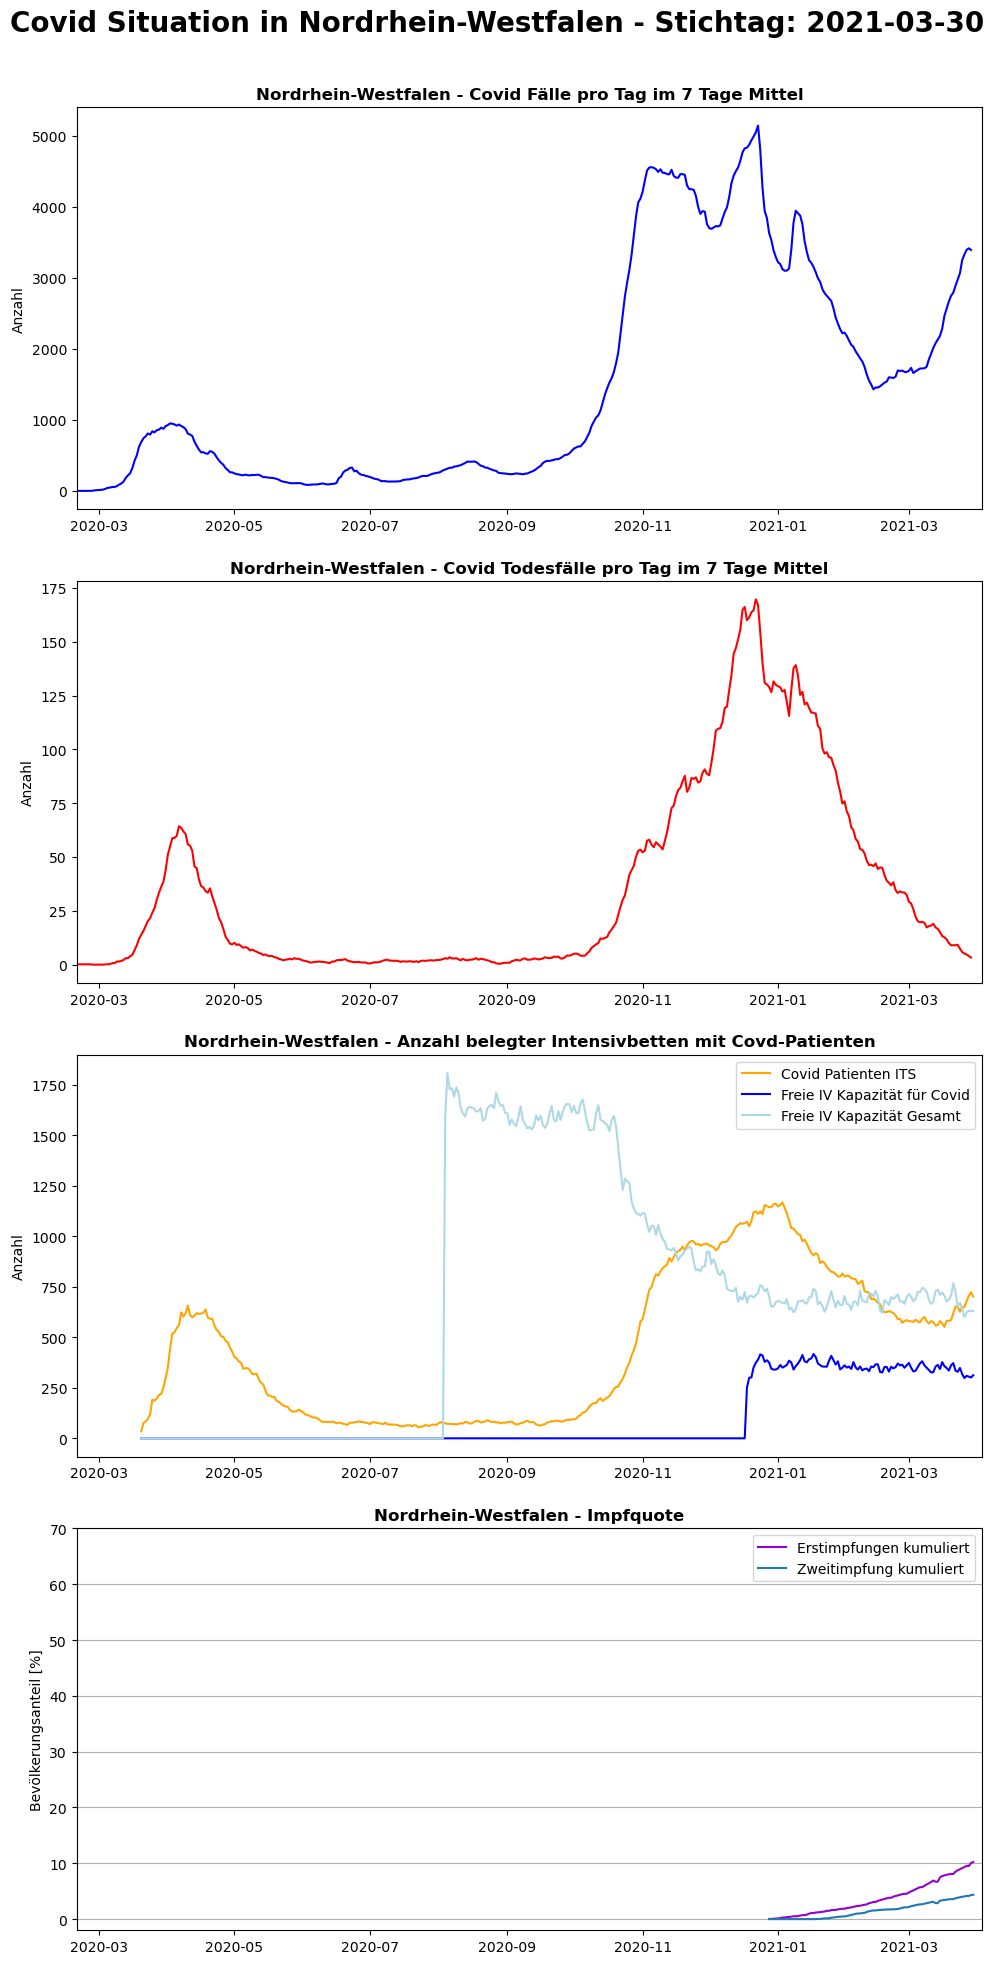 Covid Situation in Nordrhein-Westfalen - Stichtag: 2021-03-30
Nordrhein-Westfalen - Covid Fälle pro Tag im 7 Tage Mittel
5000
4000
3000
2000
1000
0
Anzahl
2020-03 2020-05 2020-07 2020-09 2020-11 2021-01 2021-03
Nordrhein-Westfalen - Covid Todesfälle pro Tag im 7 Tage Mittel
175
150
125
100
75
50
25
0
Anzahl
2020-03 2020-05 2020-07 2020-09 2020-11 2021-01 2021-03
Nordrhein-Westfalen - Anzahl belegter Intensivbetten mit Covd-Patienten
Covid Patienten ITS
Freie IV Kapazität für Covid
Freie IV Kapazität Gesamt
1750
1500
1250
1000
750
500
250
0
Anzahl
2020-03 2020-05 2020-07 2020-09 2020-11 2021-01 2021-03
Nordrhein-Westfalen - Impfquote
Erstimpfungen kumuliert
Zweitimpfung kumuliert
70
60
50
40
30
20
10
0
Bevölkerungsanteil [%]
2020-03 2020-05 2020-07 2020-09 2020-11 2021-01 2021-03